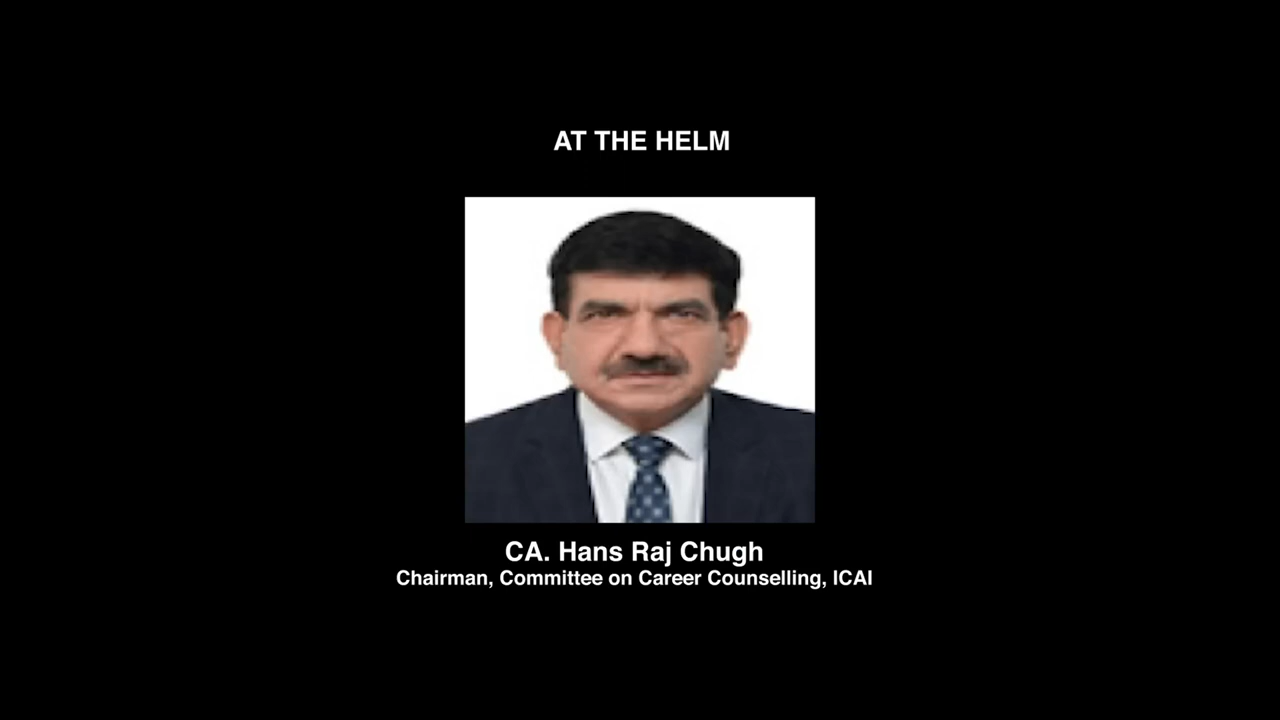 AT THE HELM
CA. Hans Raj Chugh
Chairman, Committee on Career Counselling, ICAI